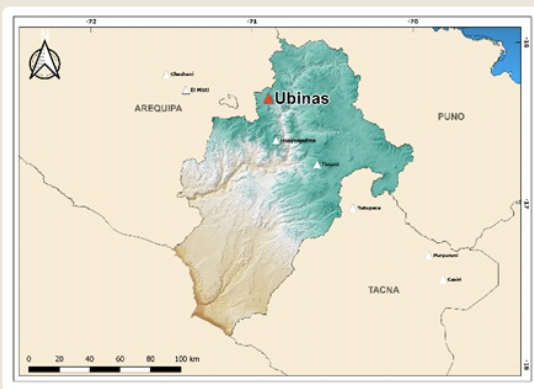 -72 -71 -70
N
-16
Chachani
El Misti
Ubinas
AREQUIPA
PUNO
Huaynaputina
Ticsani
-17
Tutupaca
Yucamane
Casiri
TACNA
0 20 40 60 80 100 km
-18